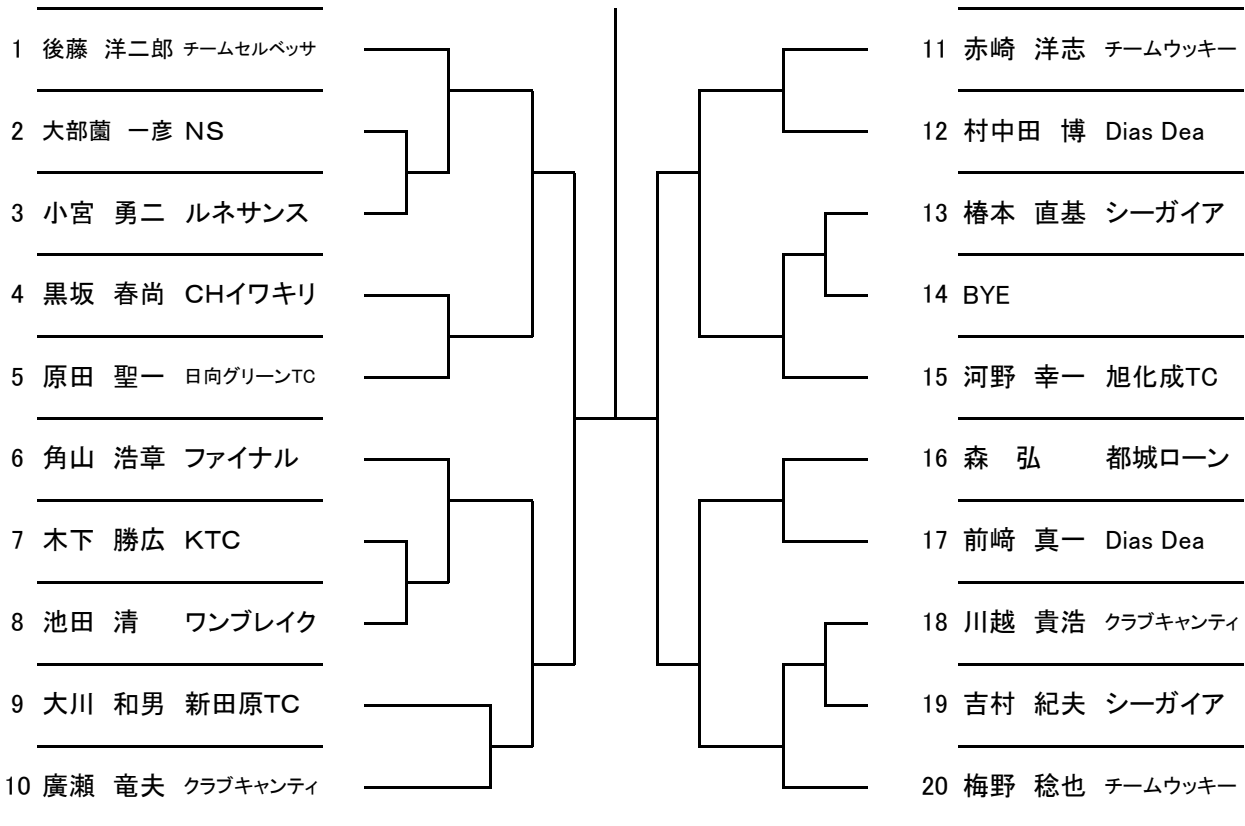 1 後藤 洋二郎 チームセルベッサ
2 大部薗 一彦 NS
3 小宮 勇二 ルネサンス
4 黒坂 春尚 CHイワキリ
5 原田 聖一 日向グリーンTC
6 角山 浩章 ファイナル
7 木下 勝広 KTC
8 池田 清 ワンブレイク
9 大川 和男 新田原TC
10 廣瀬 竜夫 クラブキャンティ
11 赤崎 洋志 チームウッキー
12 村中田 博 Dias Dea
13 椿本 直基 シーガイア
14 BYE
15 河野 幸一 旭化成TC
16 森 弘 都城ローン
17 前﨑 真一 Dias Dea
18 川越 貴浩 クラブキャンティ
19 吉村 紀夫 シーガイア
20 梅野 稔也 チームウッキー